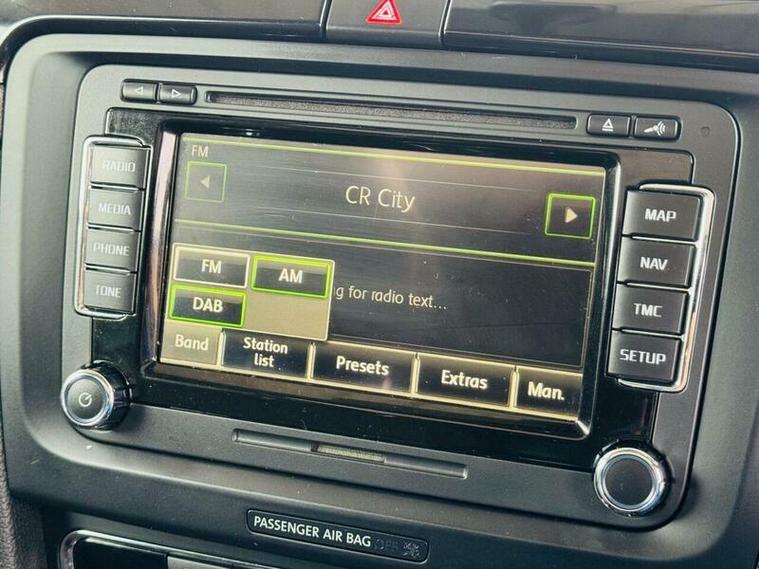 FM
CR City
RADIO
MEDIA
PHONE
TONE
MAP
NAV
TMC
SETUP
FM
AM
DAB
g for radio text...
Band
Station
list
Presets
Extras
Man.
PASSENGER AIR BAG OFF